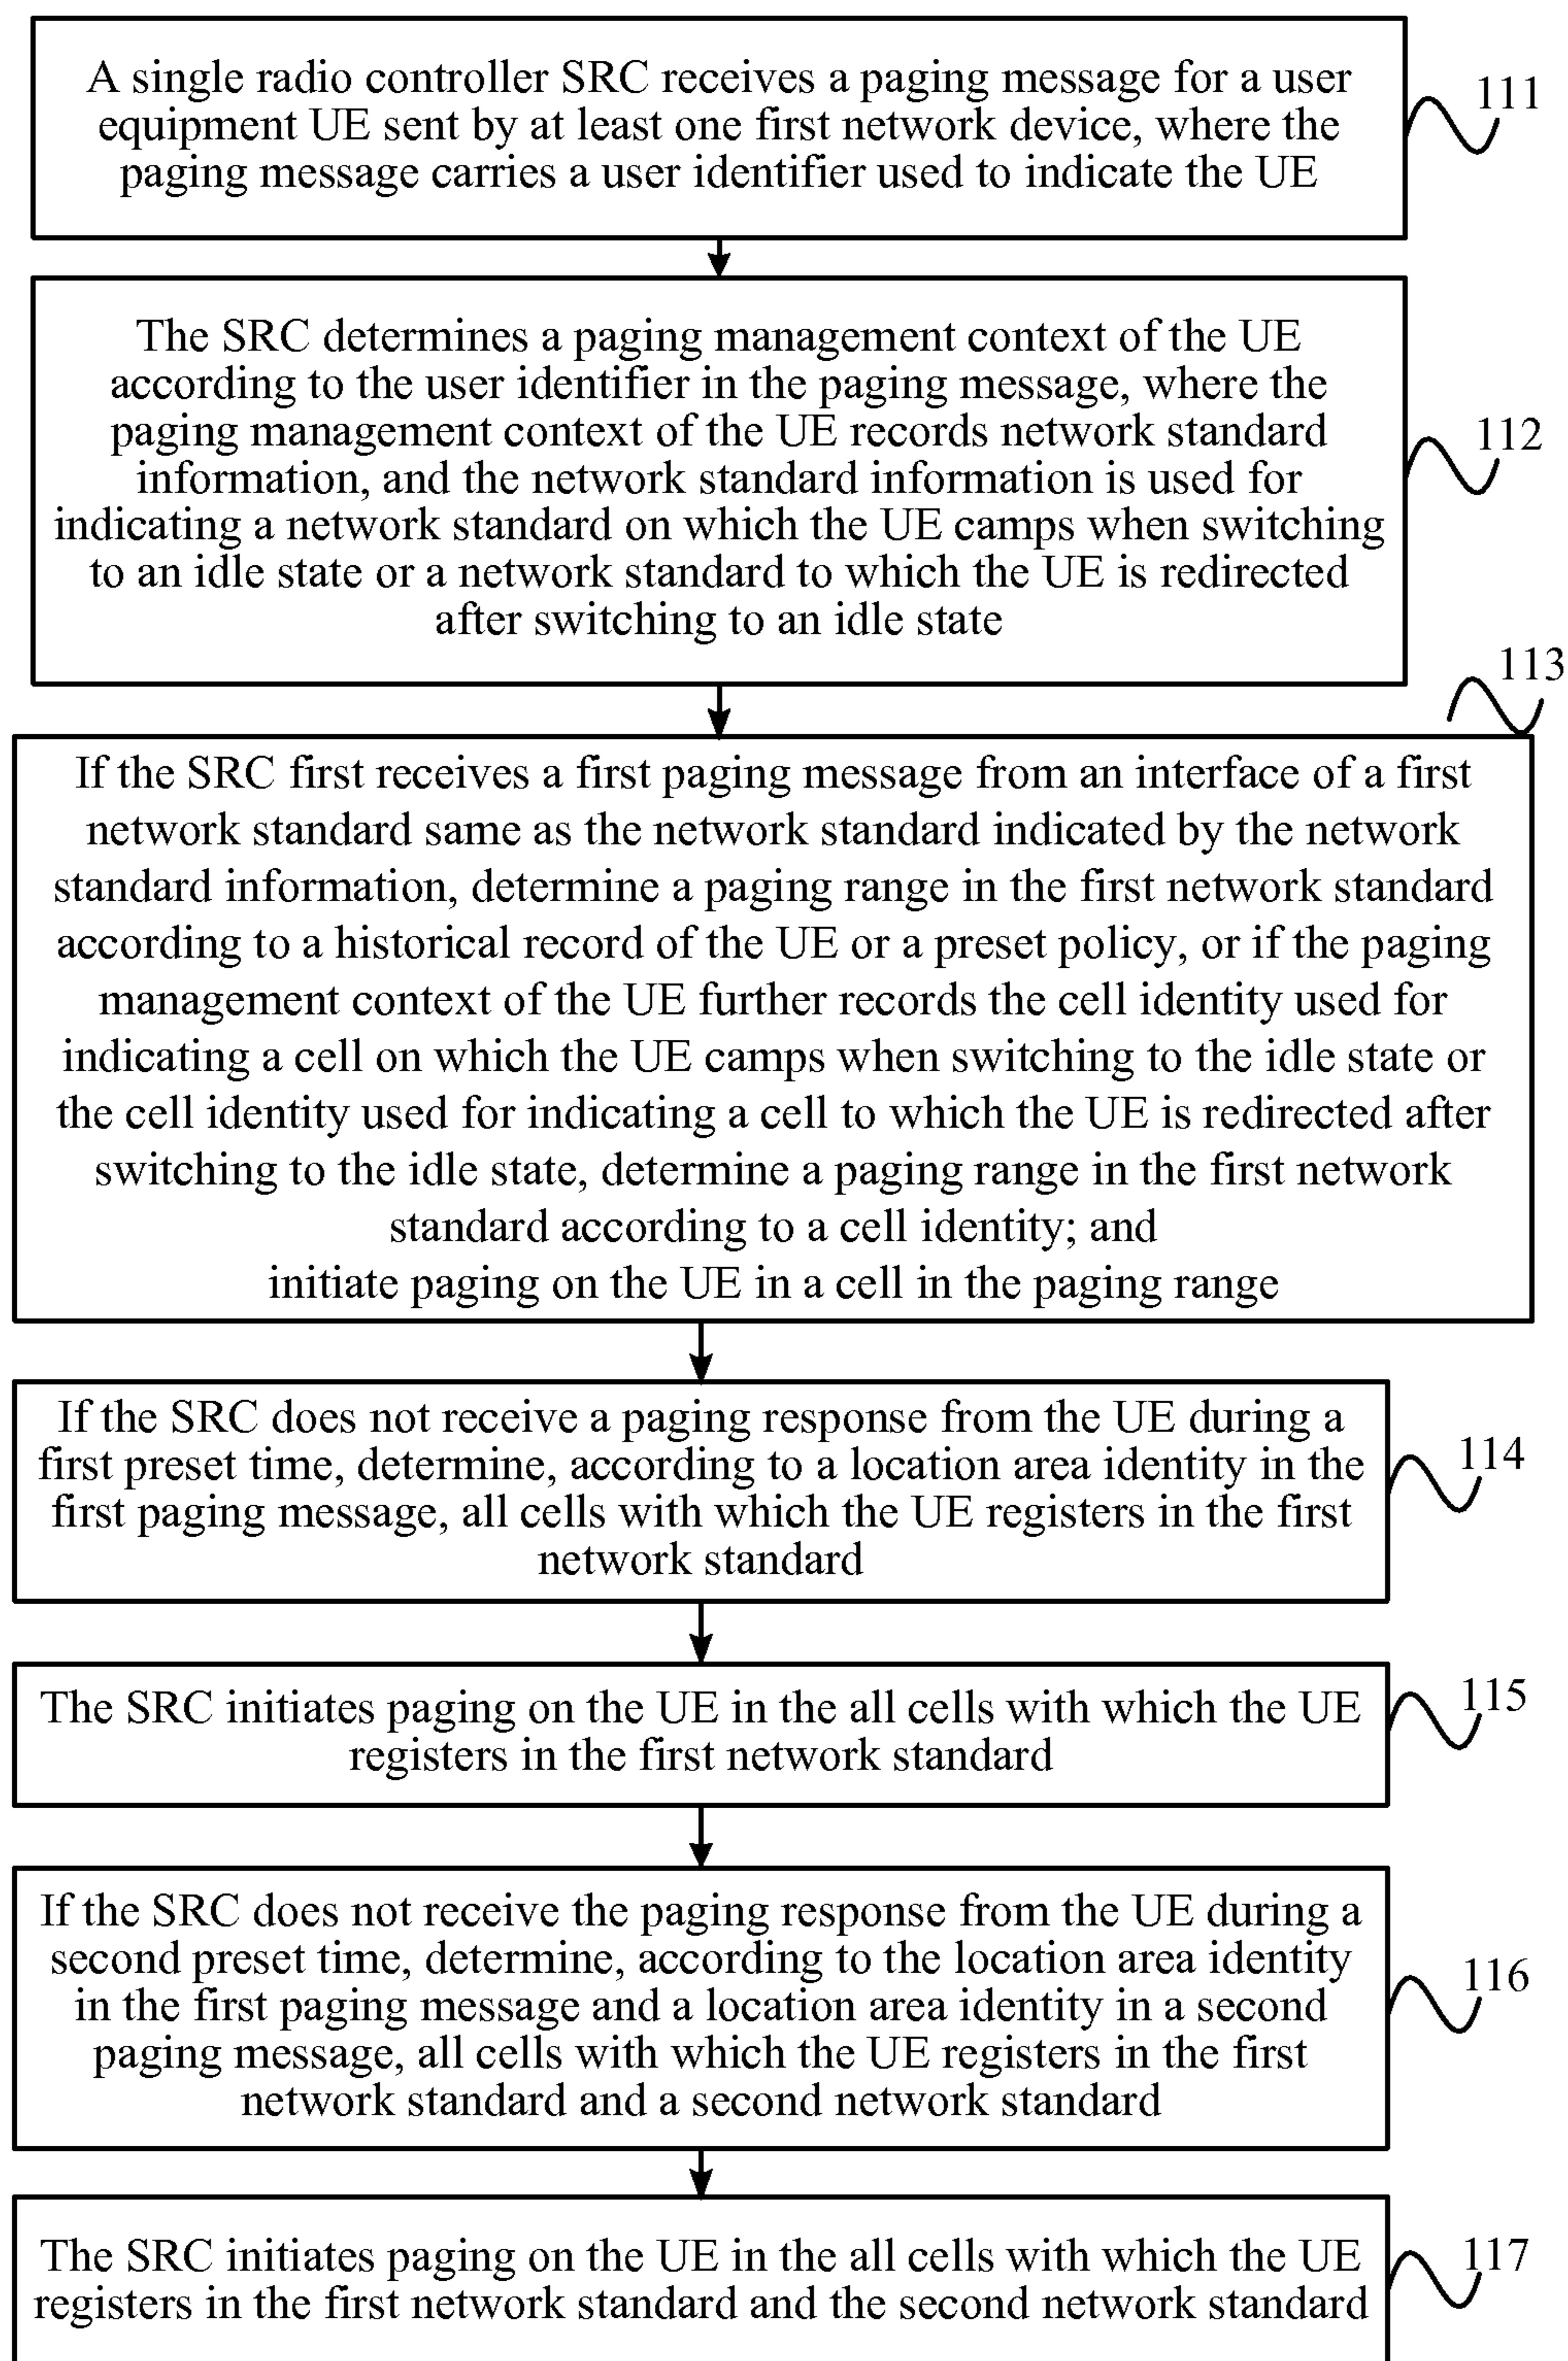 A single radio controller SRC receives a paging message for a user
equipment UE sent by at least one first network device, where the
paging message carries a user identifier used to indicate the UE
111
The SRC determines a paging management context of the UE
according to the user identifier in the paging message, where the
paging management context of the UE records network standard
information, and the network standard information is used for
indicating a network standard on which the UE camps when switching
to an idle state or a network standard to which the UE is redirected
after switching to an idle state
112
113
If the SRC first receives a first paging message from an interface of a first
network standard same as the network standard indicated by the network
standard information, determine a paging range in the first network standard
according to a historical record of the UE or a preset policy, or if the paging
management context of the UE further records the cell identity used for
indicating a cell on which the UE camps when switching to the idle state or
the cell identity used for indicating a cell to which the UE is redirected after
switching to the idle state, determine a paging range in the first network
standard according to a cell identity; and
initiate paging on the UE in a cell in the paging range
If the SRC does not receive a paging response from the UE during a
first preset time, determine, according to a location area identity in the
first paging message, all cells with which the UE registers in the first
network standard
114
The SRC initiates paging on the UE in the all cells with which the UE
registers in the first network standard
115
If the SRC does not receive the paging response from the UE during a
second preset time, determine, according to the location area identity
in the first paging message and a location area identity in a second
paging message, all cells with which the UE registers in the first
network standard and a second network standard
116
The SRC initiates paging on the UE in the all cells with which the UE
registers in the first network standard and the second network standard
117